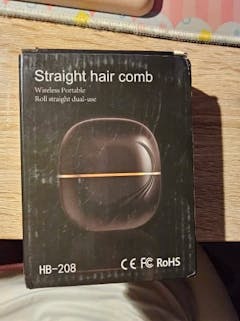 Straight hair comb
Wireless Portable
Roll straight dual-use
HB-208
CE FC RoHS